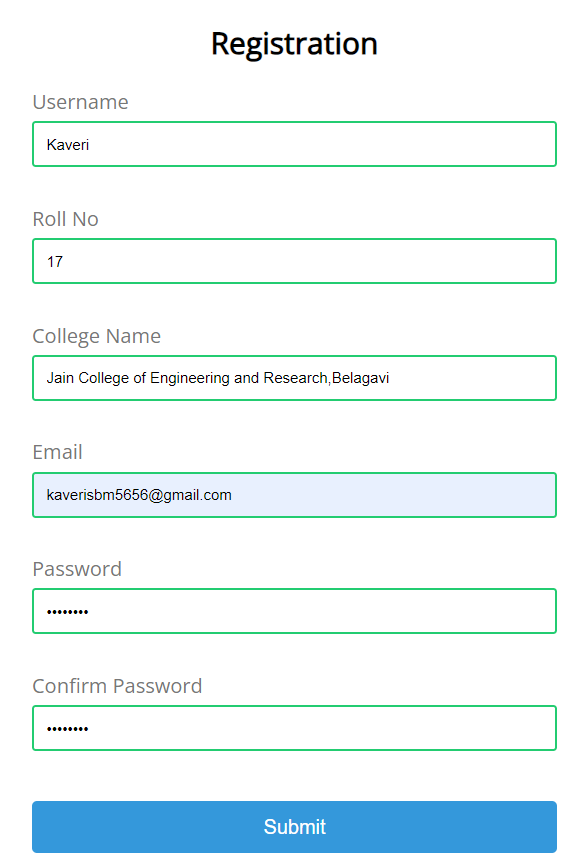 Registration
Username
Kaveri
Roll No
17
College Name
Jain College of Engineering and Research,Belagavi
Email
kaverisbm5656@gmail.com
Password
••••••••
Confirm Password
••••••••
Submit